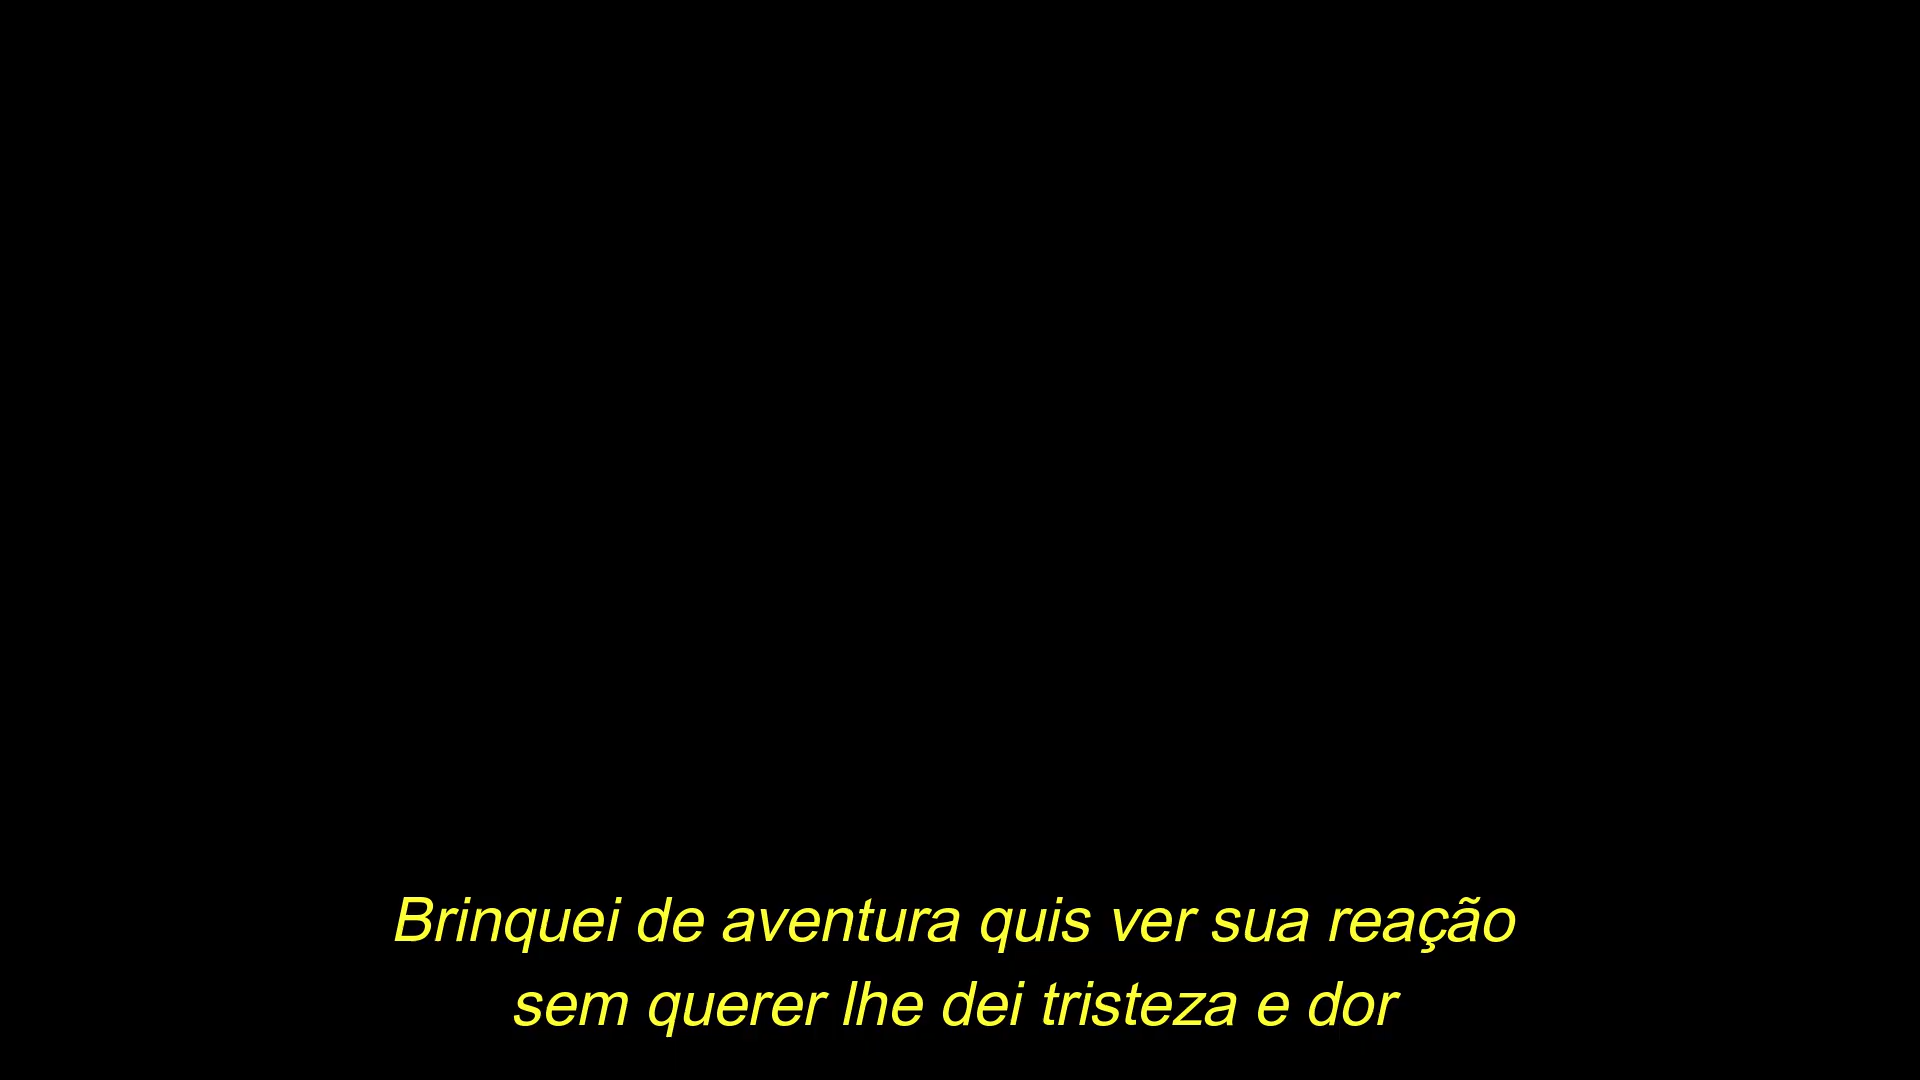 Brinquei de aventura quis ver sua reação
sem querer lhe dei tristeza e dor